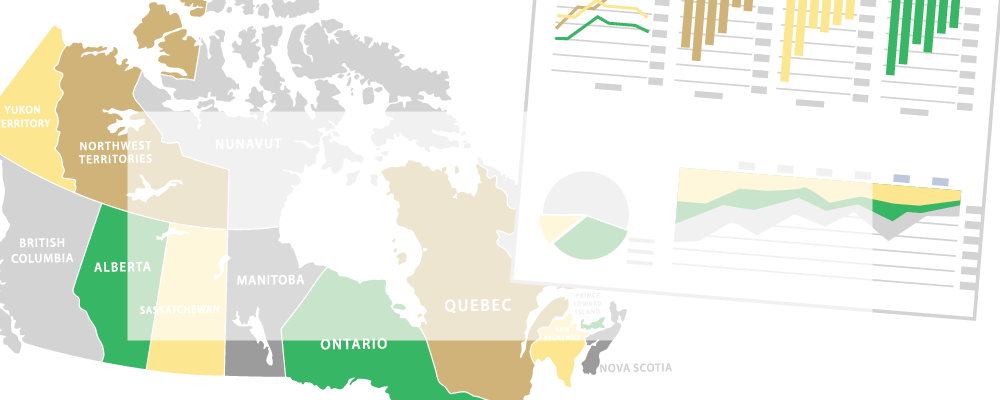 YUKON
TERRITORY
NORTHWEST
TERRITORIES
NUNAVUT
BRITISH
COLUMBIA
ALBERTA
SASKATCHEWAN
MANITOBA
ONTARIO
QUEBEC
PRINCE
EDWARD
ISLAND
NOVA SCOTIA